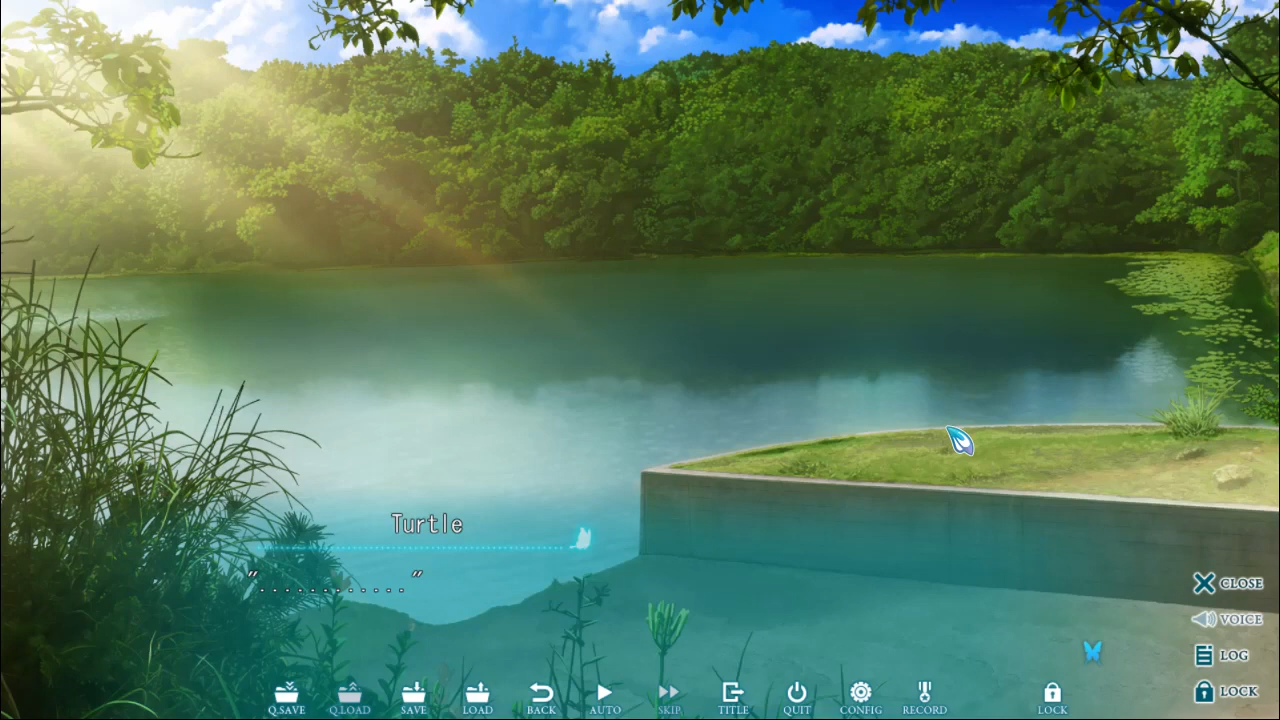 Turtle
"............"
CLOSE
VOICE
LOG
LOCK
Q.SAVE Q.LOAD SAVE LOAD BACK AUTO SKIP TITLE QUIT CONFIG RECORD LOCK